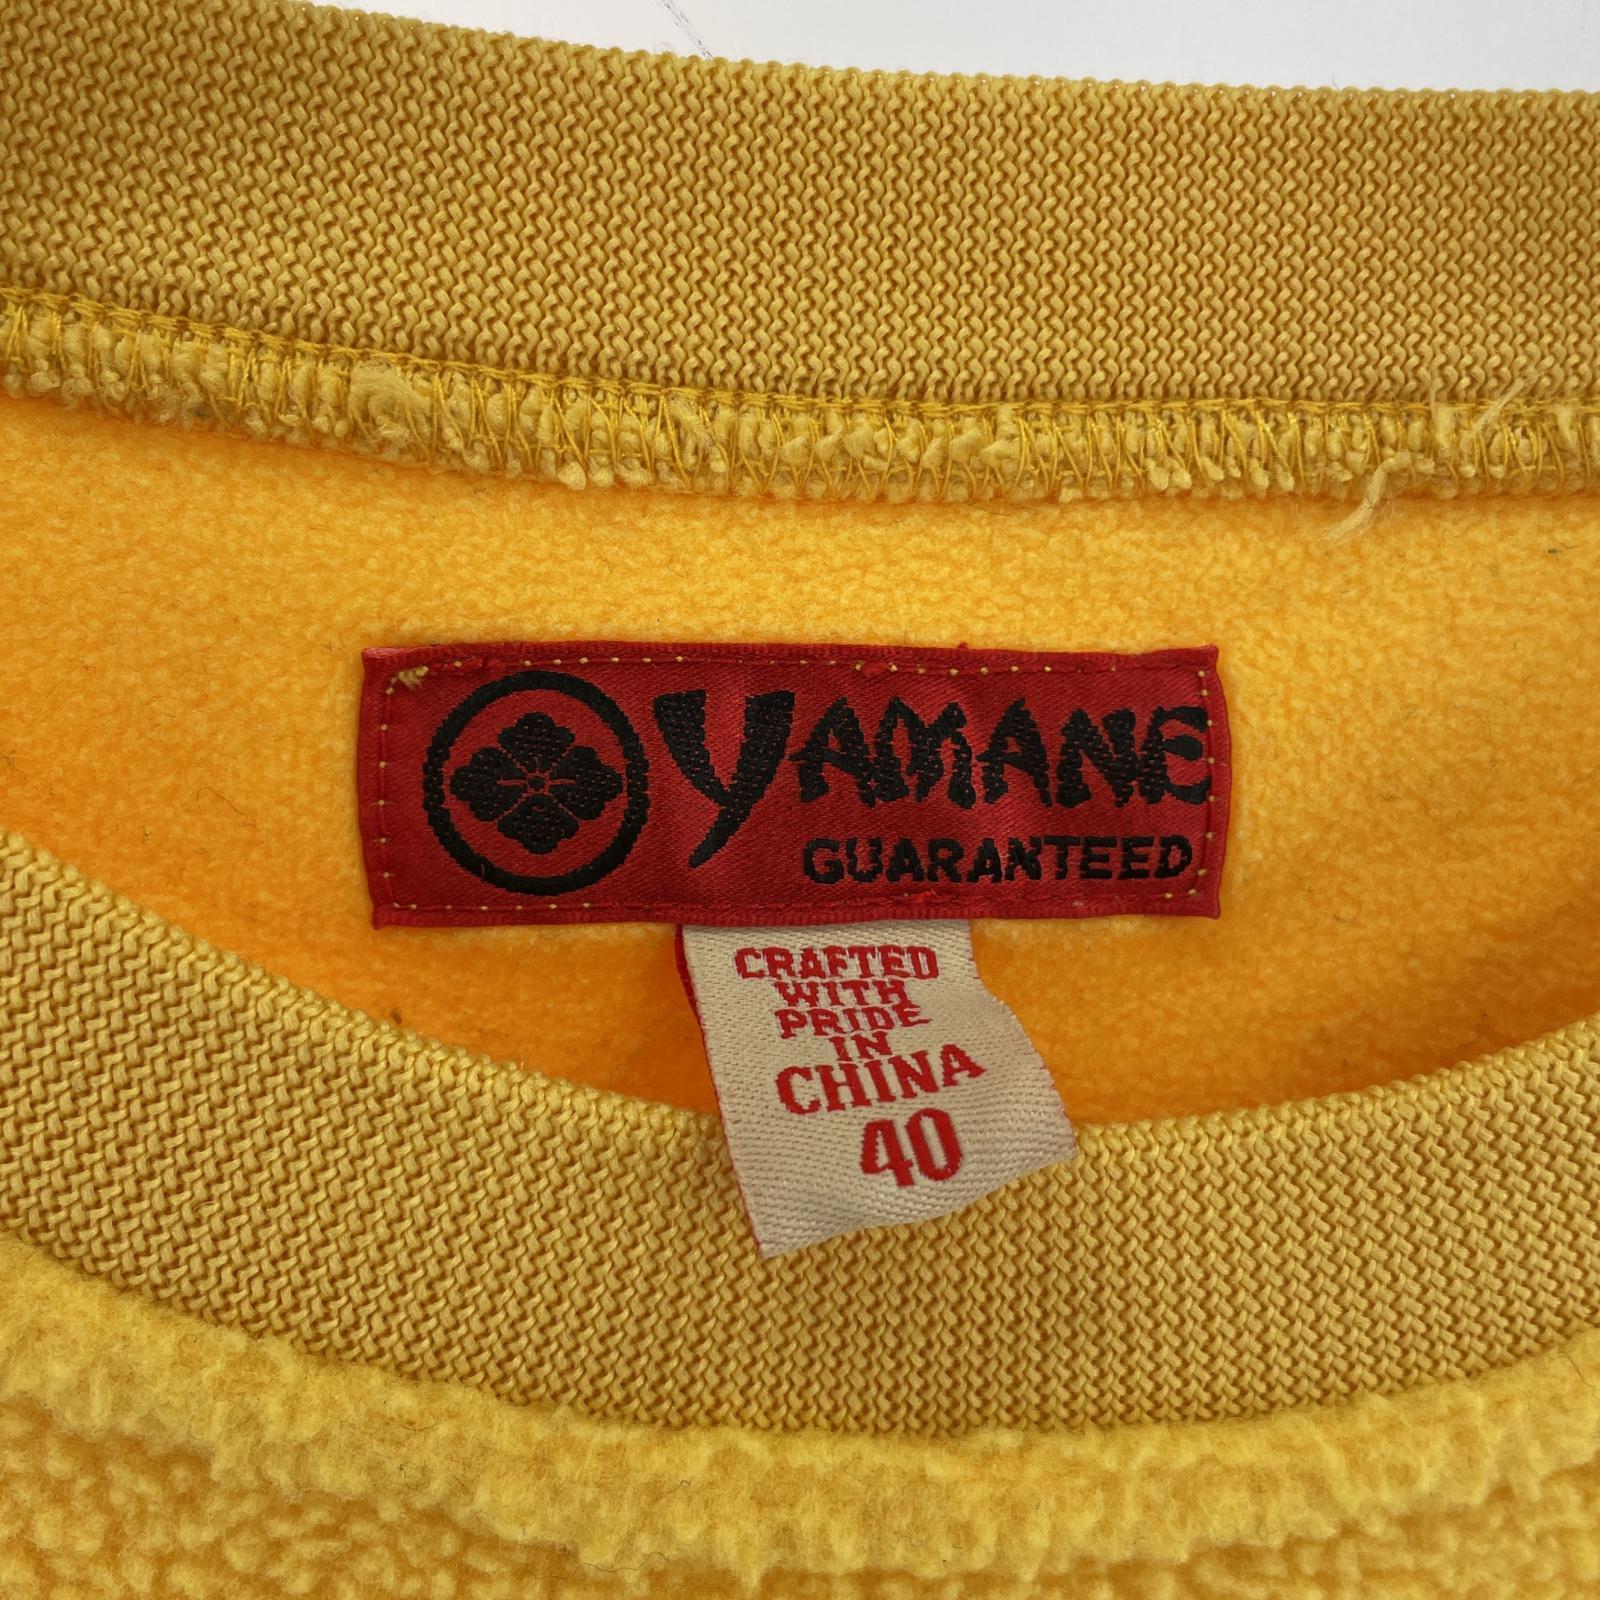 YAMANE
GUARANTEED
CRAFTED
WITH
PRIDE
IN
CHINA
40